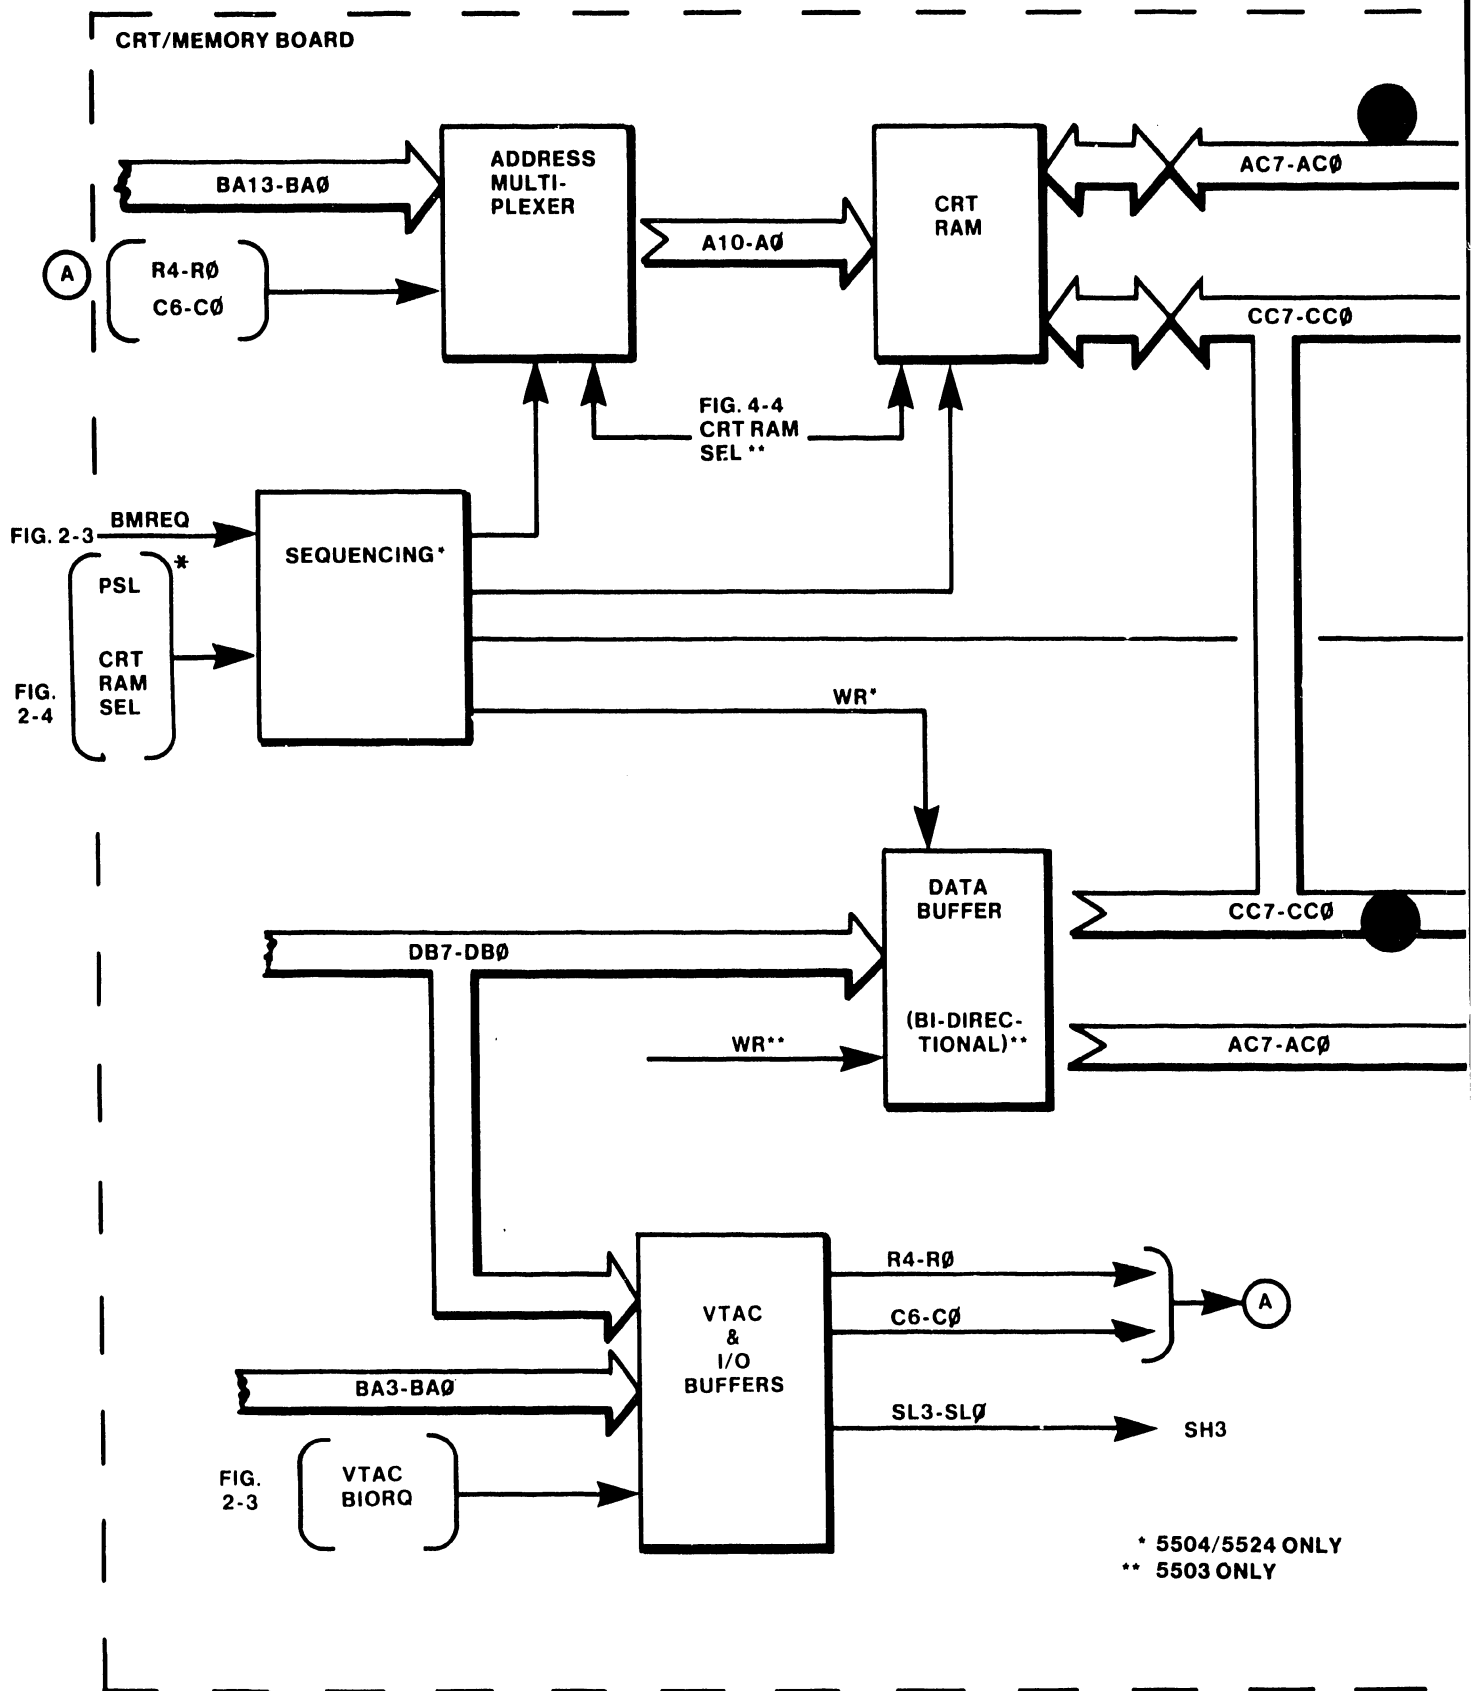 CRT/MEMORY BOARD
BA13-BAØ
ADDRESS
MULTI-
PLEXER
A10-AØ
CRT
RAM
AC7-ACØ
A
R4-RØ
C6-CØ
CC7-CCØ
FIG. 4-4
CRT RAM
SEL **
FIG. 2-3
BMREQ
SEQUENCING*
*
PSL
CRT
RAM
SEL
FIG.
2-4
WR*
DATA
BUFFER
(BI-DIREC-
TIONAL)**
CC7-CCØ
DB7-DBØ
WR**
AC7-ACØ
VTAC
&
I/O
BUFFERS
R4-RØ
C6-CØ
A
BA3-BAØ
SL3-SLØ
SH3
FIG.
2-3
VTAC
BIORQ
* 5504/5524 ONLY
** 5503 ONLY